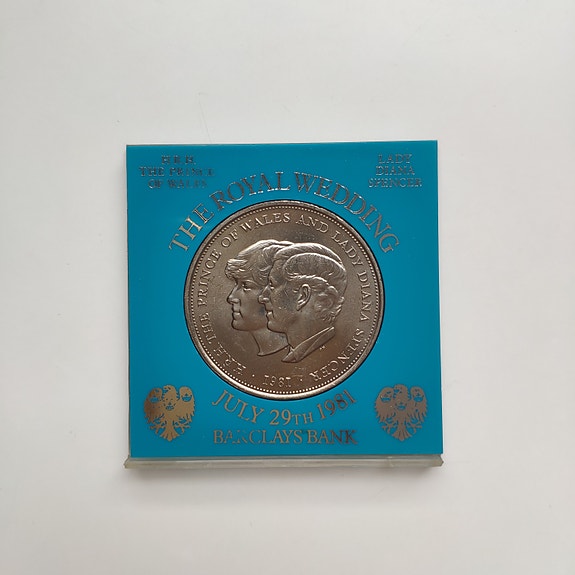 H.R.H.
THE PRINCE
OF WALES
LADY
DIANA
SPENCER
THE ROYAL WEDDING
H.R.H. THE PRINCE OF WALES AND LADY DIANA SPENCER
1981
JULY 29TH 1981
BARCLAYS BANK